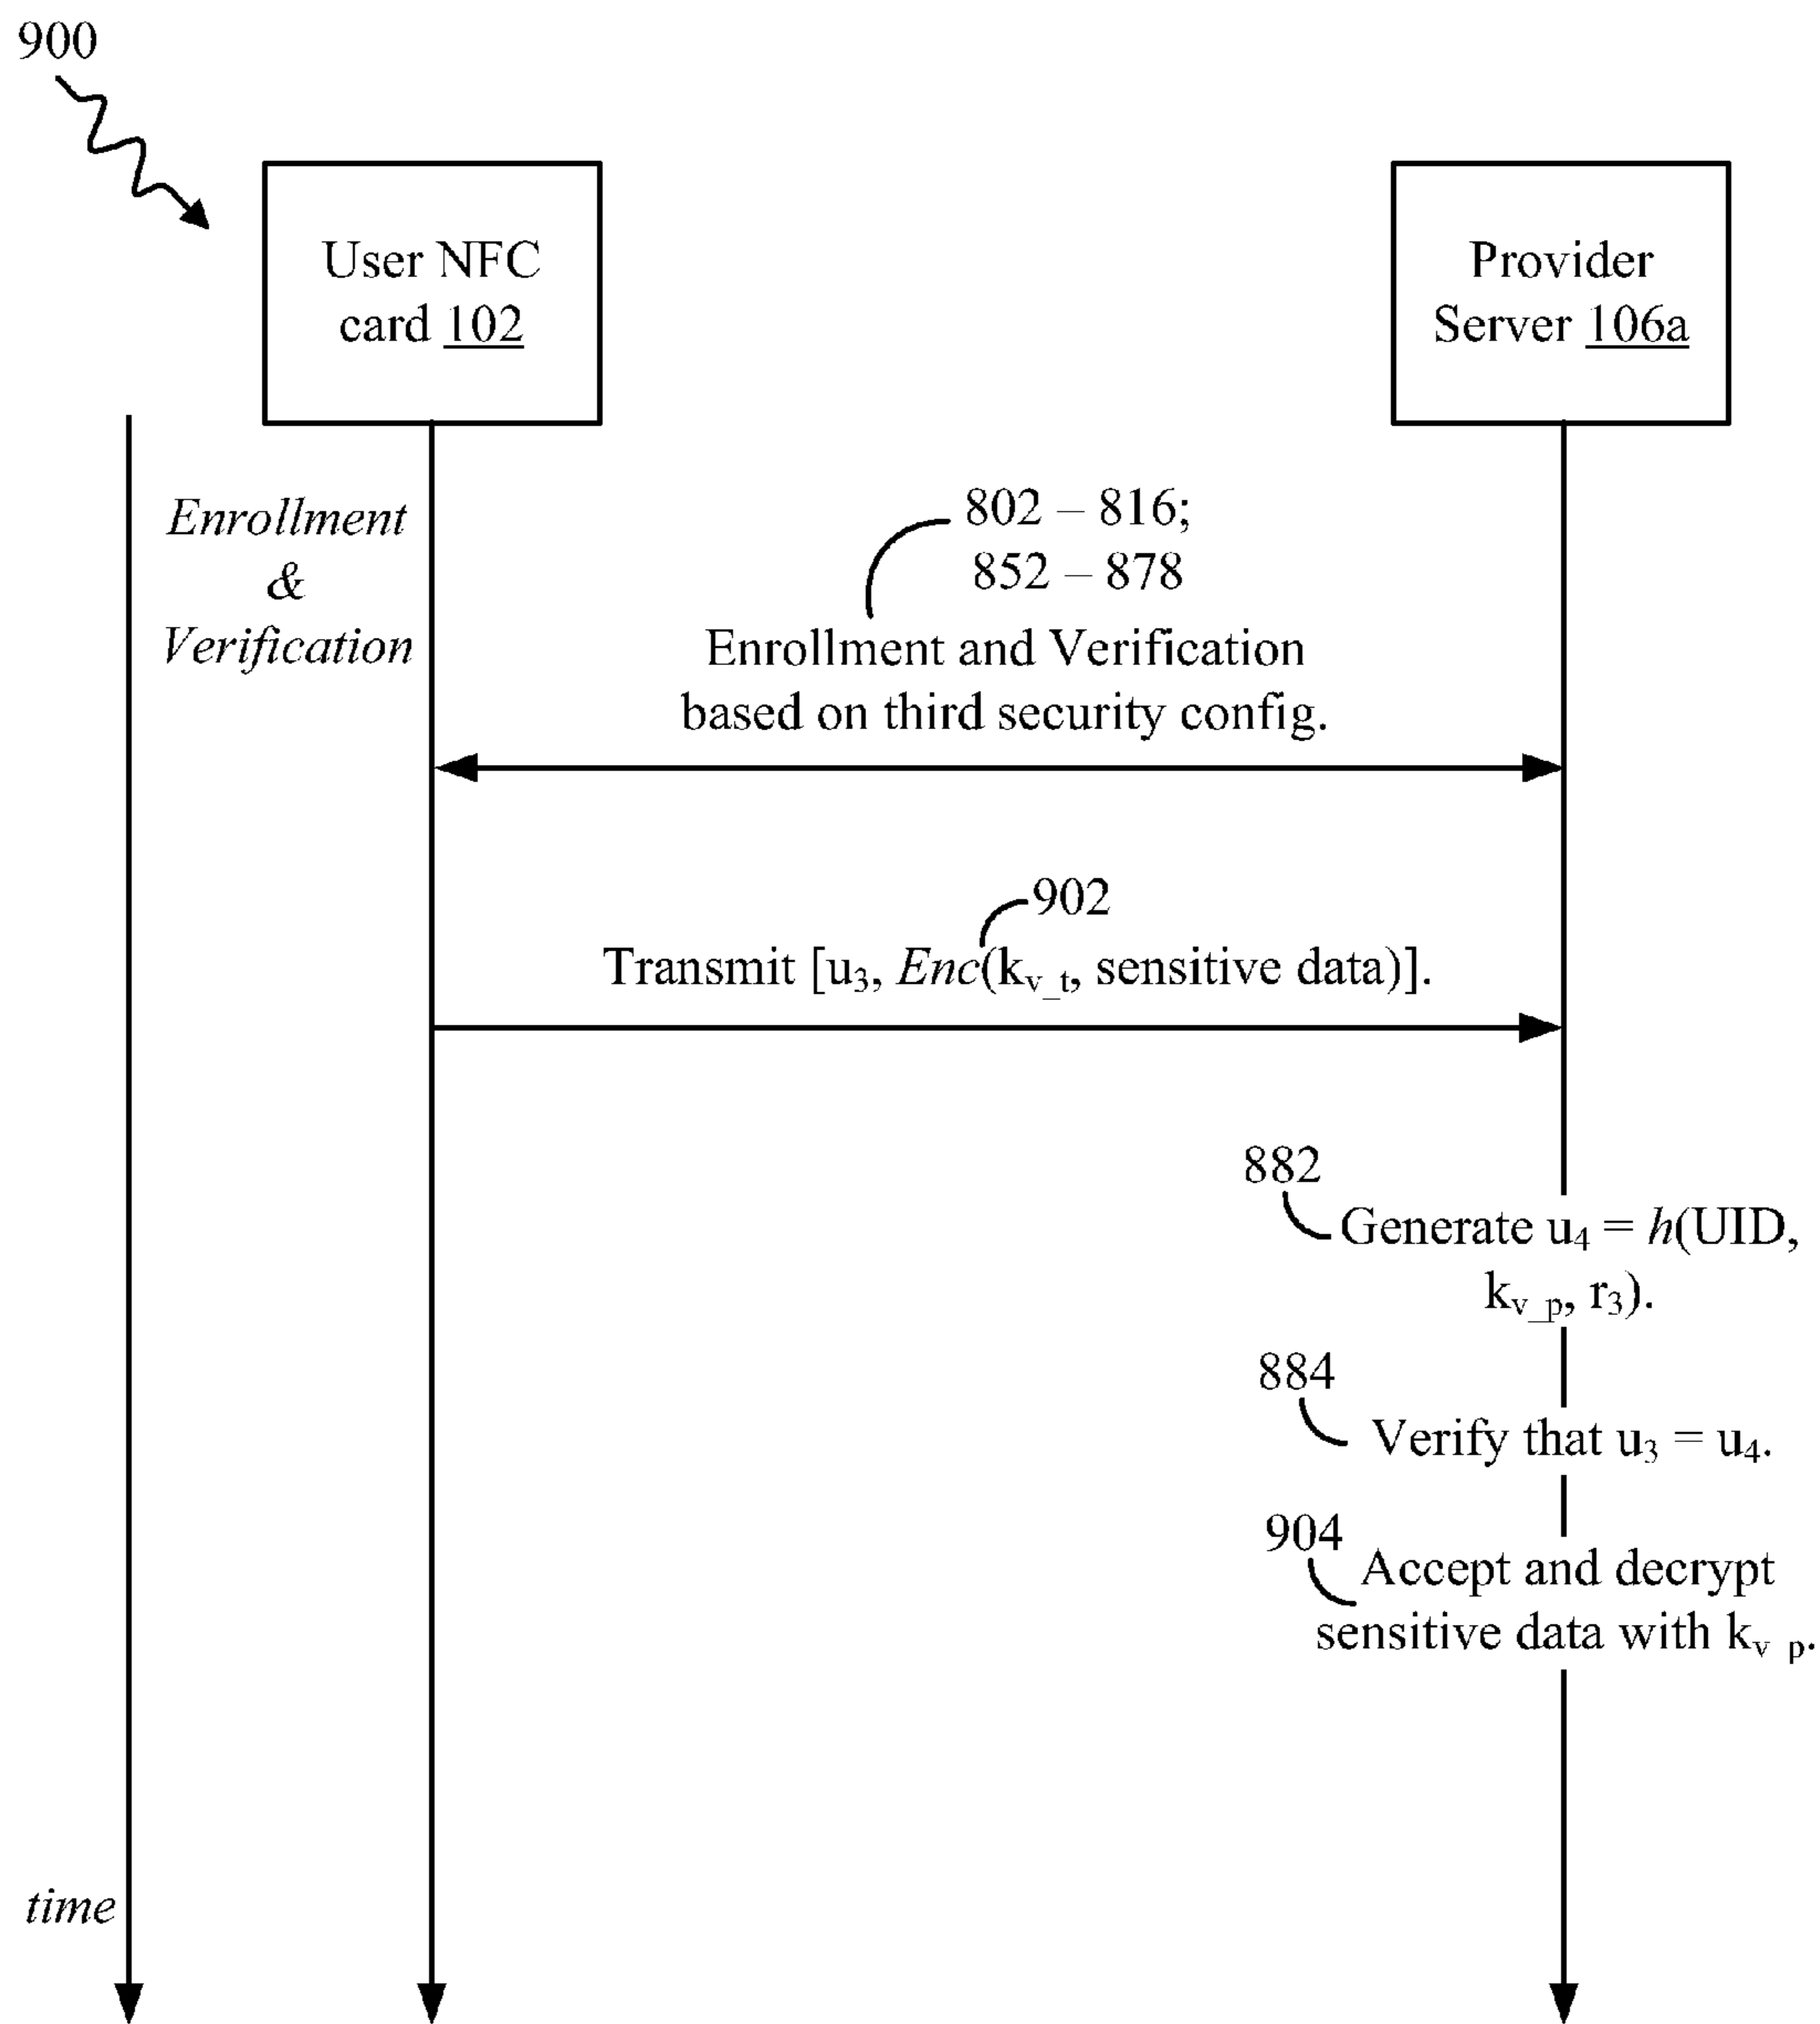 900
User NFC
card 102
Provider
Server 106a
Enrollment
&
Verification
802 – 816;
852 – 878
Enrollment and Verification
based on third security config.
902
Transmit [u₃, Enc(kᵥ_ₜ, sensitive data)].
882
Generate u₄ = h(UID,
kᵥ_ₚ, r₃).
884
Verify that u₃ = u₄.
904
Accept and decrypt
sensitive data with kᵥ_ₚ.
time